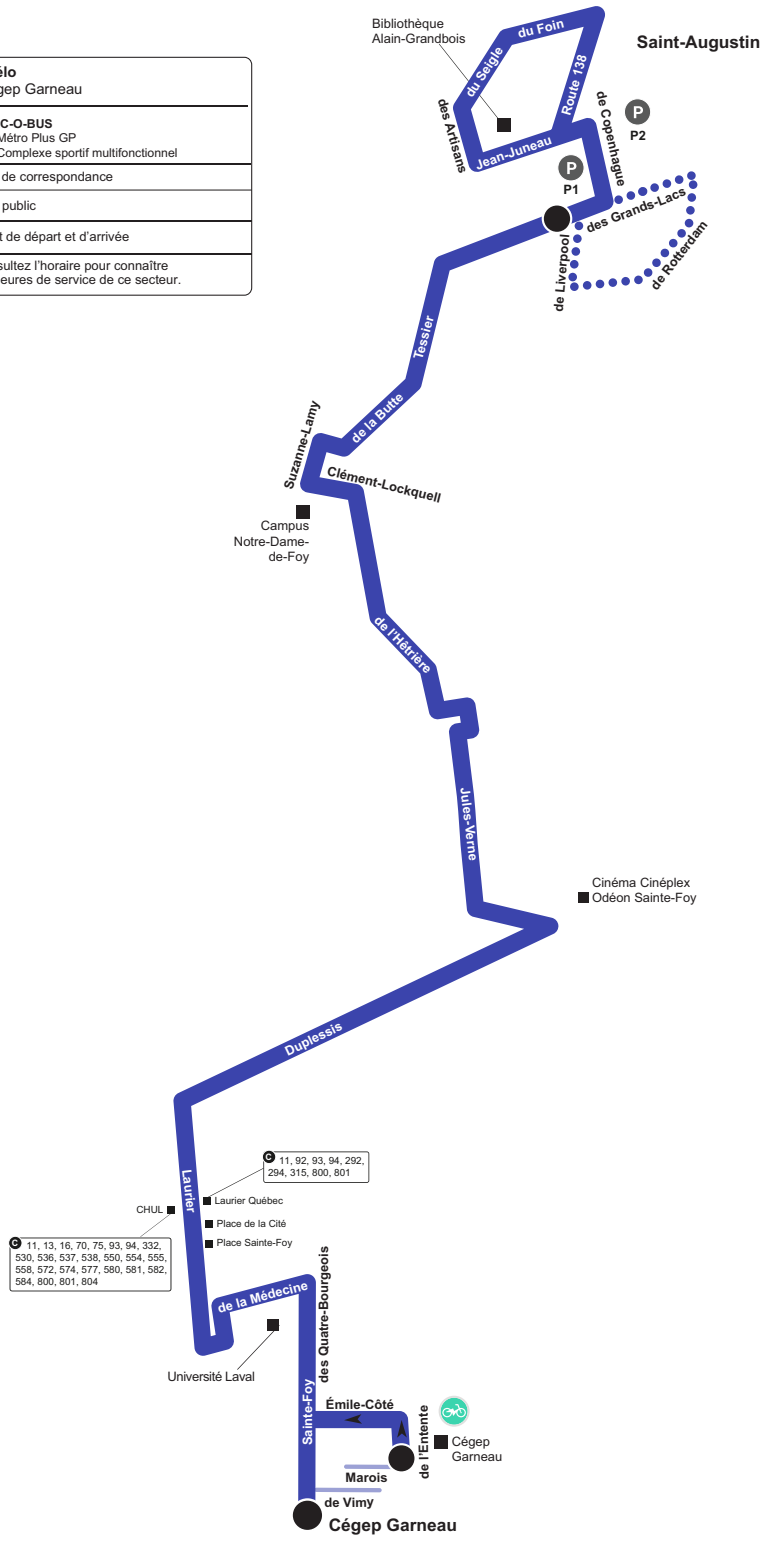 Bibliothèque
Alain-Grandbois
du Foin
Saint-Augustin
du Seigle
Route 138
des Artisans
de Copenhague
P
P2
Jean-Juneau
P
P1
élo
gep Garneau
C-O-BUS
Métro Plus GP
Complexe sportif multifonctionnel
de correspondance
public
t de départ et d'arrivée
sultez l'horaire pour connaître
eures de service de ce secteur.
des Grands-Lacs
de Liverpool
de Rotterdam
Tessier
de la Butte
Suzanne-Lamy
Clément-Lockquell
Campus
Notre-Dame-
de-Foy
de l'Hêtrière
Jules-Verne
Cinéma Cinéplex
Odéon Sainte-Foy
Duplessis
C 11, 92, 93, 94, 292,
294, 315, 800, 801
Laurier
Laurier Québec
CHUL
Place de la Cité
Place Sainte-Foy
C 11, 13, 16, 70, 75, 93, 94, 332,
530, 536, 537, 538, 550, 554, 555,
558, 572, 574, 577, 580, 581, 582,
584, 800, 801, 804
de la Médecine
des Quatre-Bourgeois
Université Laval
Sainte-Foy
Émile-Côté
de l'Entente
Cégep
Garneau
Marois
de Vimy
Cégep Garneau